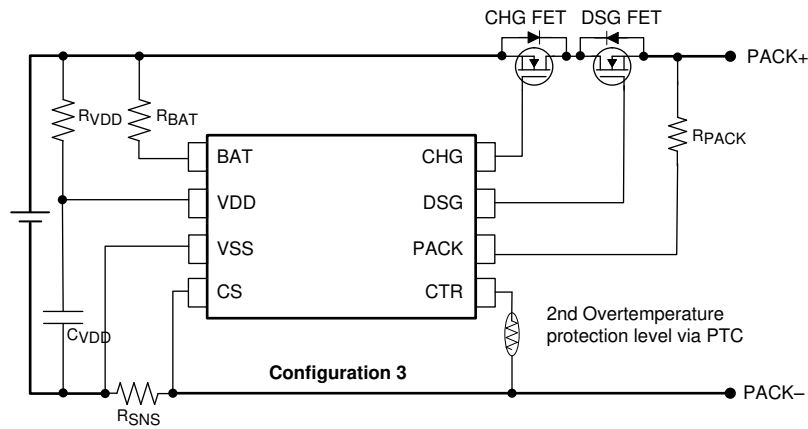 CHG FET DSG FET
PACK+
RVDD
RBAT
RPACK
BAT
CHG
VDD
DSG
VSS
PACK
CS
CTR
2nd Overtemperature
protection level via PTC
CVDD
Configuration 3
PACK–
RSNS